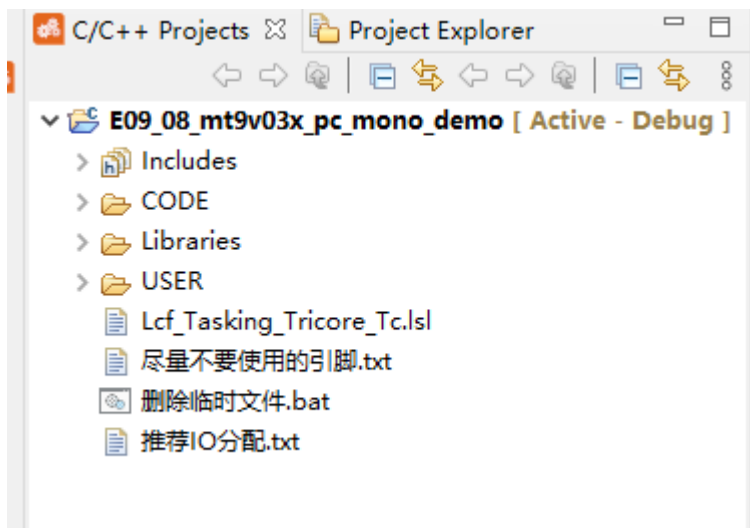 C/C++ Projects Project Explorer
E09_08_mt9v03x_pc_mono_demo [ Active - Debug ]
Includes
CODE
Libraries
USER
Lcf_Tasking_Tricore_Tc.lsl
尽量不要使用的引脚.txt
删除临时文件.bat
推荐IO分配.txt